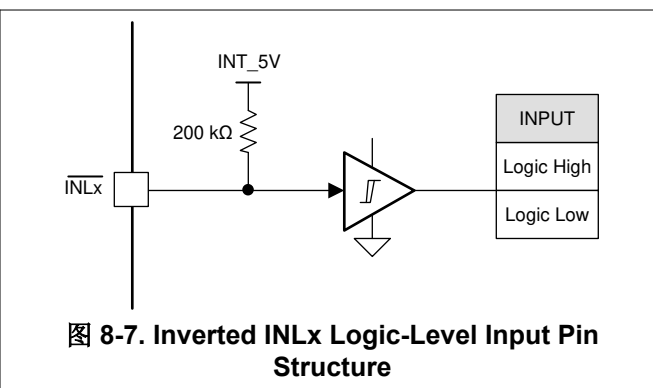 INT_5V
200 kΩ
INLx
INPUT
Logic High
Logic Low
图 8-7. Inverted INLx Logic-Level Input Pin
Structure